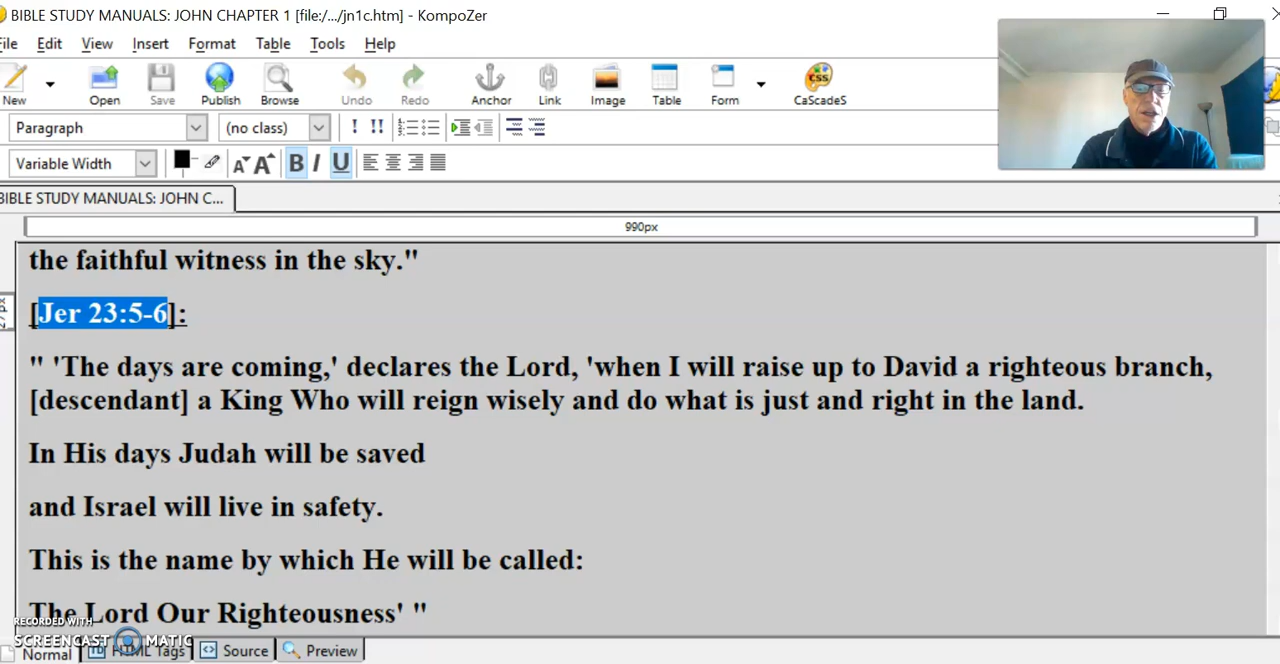 BIBLE STUDY MANUALS: JOHN CHAPTER 1 [file:/.../jn1c.htm] - KompoZer
File Edit View Insert Format Table Tools Help
New Open Save Publish Browse Undo Redo Anchor Link Image Table Form CaScadeS
Paragraph (no class) ! !!
Variable Width A A B I U
BIBLE STUDY MANUALS: JOHN C...
990px
the faithful witness in the sky."
[Jer 23:5-6]:
" 'The days are coming,' declares the Lord, 'when I will raise up to David a righteous branch,
[descendant] a King Who will reign wisely and do what is just and right in the land.
In His days Judah will be saved
and Israel will live in safety.
This is the name by which He will be called:
The Lord Our Righteousness' "
RECORDED WITH
SCREENCAST MATIC
Normal TD HTML Tags Source Preview